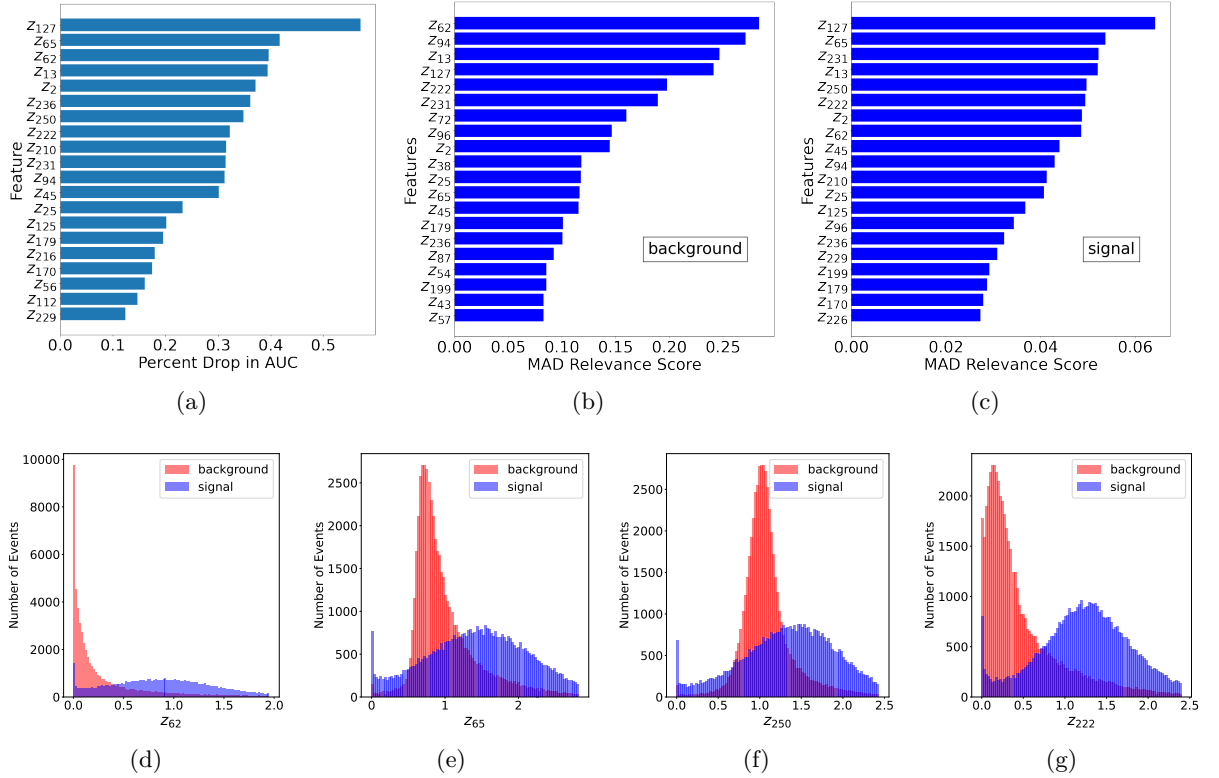 Feature
z127
z65
z62
z13
z2
z236
z250
z222
z210
z231
z94
z45
z25
z125
z179
z216
z170
z56
z112
z229
0.0 0.1 0.2 0.3 0.4 0.5
Percent Drop in AUC
(a)
Features
z62
z94
z13
z127
z222
z231
z72
z96
z2
z38
z25
z65
z45
z179
z236
z87
z54
z199
z43
z57
background
0.00 0.05 0.10 0.15 0.20 0.25
MAD Relevance Score
(b)
Features
z127
z65
z231
z13
z250
z222
z2
z62
z45
z94
z210
z25
z125
z96
z236
z229
z199
z179
z170
z226
signal
0.00 0.02 0.04 0.06
MAD Relevance Score
(c)
Number of Events
10000
8000
6000
4000
2000
0
background
signal
0.0 0.5 1.0 1.5 2.0
z62
(d)
Number of Events
2500
2000
1500
1000
500
0
background
signal
0 1 2
z65
(e)
Number of Events
2500
2000
1500
1000
500
0
background
signal
0.0 0.5 1.0 1.5 2.0 2.5
z250
(f)
Number of Events
2000
1500
1000
500
0
background
signal
0.0 0.5 1.0 1.5 2.0 2.5
z222
(g)